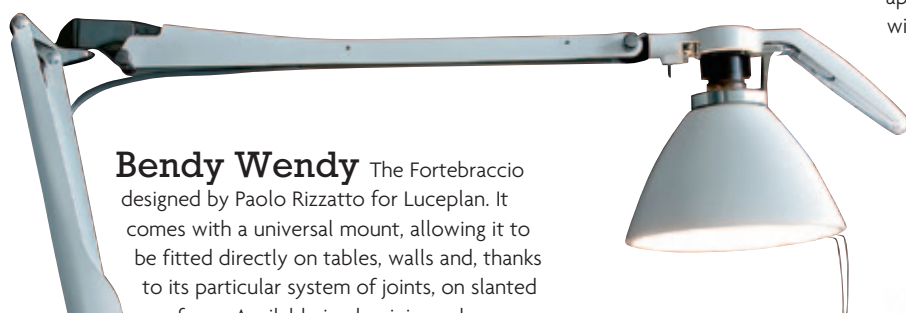 wi
Bendy Wendy The Fortebraccio
designed by Paolo Rizzatto for Luceplan. It
comes with a universal mount, allowing it to
be fitted directly on tables, walls and, thanks
to its particular system of joints, on slanted